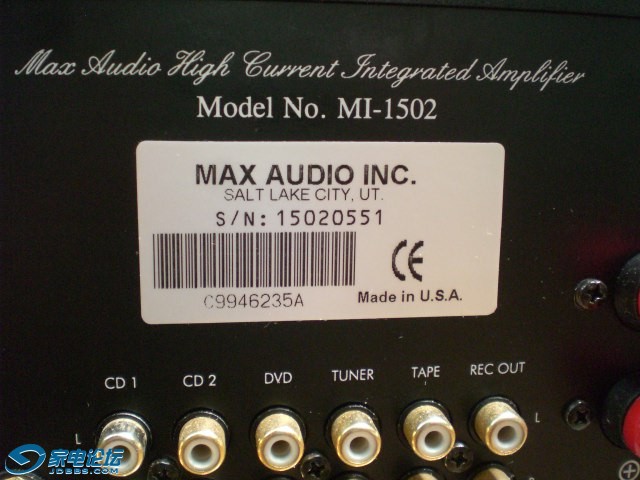 Max Audio High Current Integrated Amplifier
Model No. MI-1502
MAX AUDIO INC.
SALT LAKE CITY, UT.
S/N: 15020551
C9946235A
CE
Made in U.S.A.
CD 1
CD 2
DVD
TUNER
TAPE
REC OUT
L
L
家电论坛
JDBBS.COM